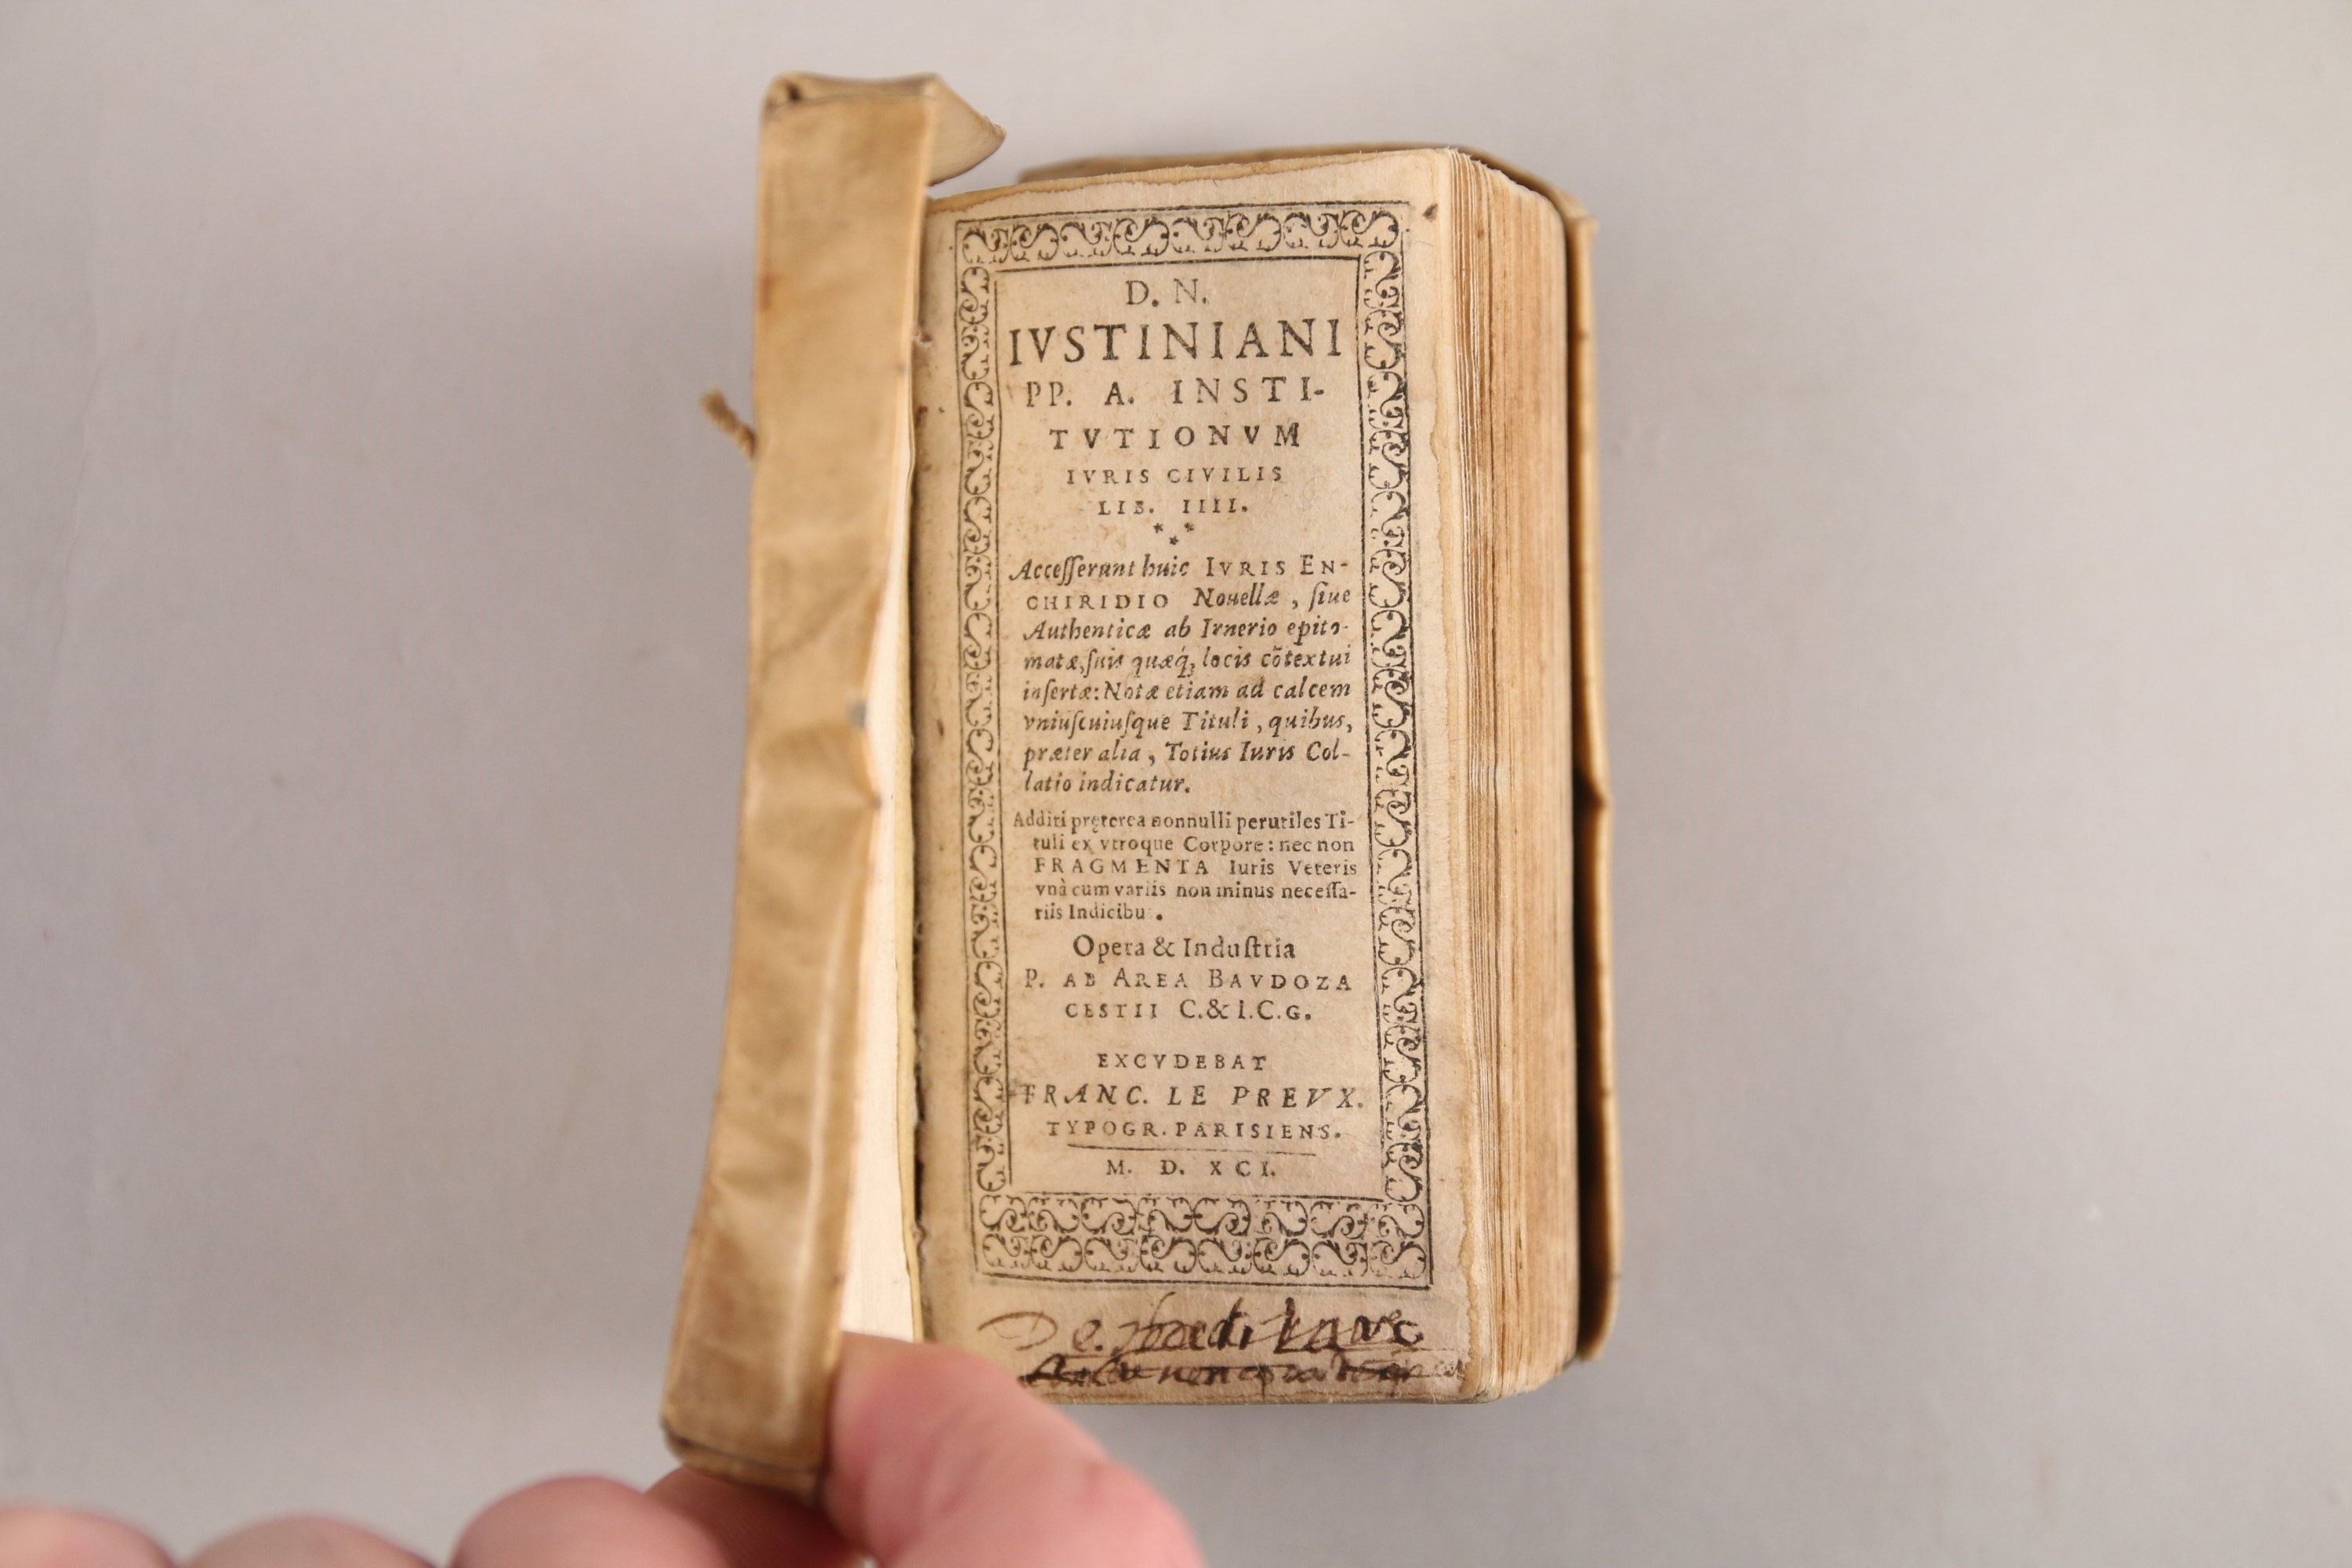 D. N.
IVSTINIANI
PP. A. INSTI-
TVTIONVM
IVRIS CIVILIS
LIB. IIII.
Accesserunt huic IVRIS EN-
CHIRIDIO Nouellæ, siue
Authenticæ ab Irnerio epito-
matæ, suis quæq; locis cõtextui
insertæ: Notæ etiam ad calcem
vniuscuiusque Tituli, quibus,
præter alia, Totius Iuris Col-
latio indicatur.
Additi pręterea nonnulli perutiles Ti-
tuli ex vtroque Corpore: nec non
FRAGMENTA Iuris Veteris
vnà cum variis non minus necessa-
riis Indicibu .
Opera & Industria
P. AB AREA BAVDOZA
CESTII C. & I.C.G.
EXCVDEBAT
FRANC. LE PREVX.
TYPOGR. PARISIENS.
M. D. XCI.
De
non